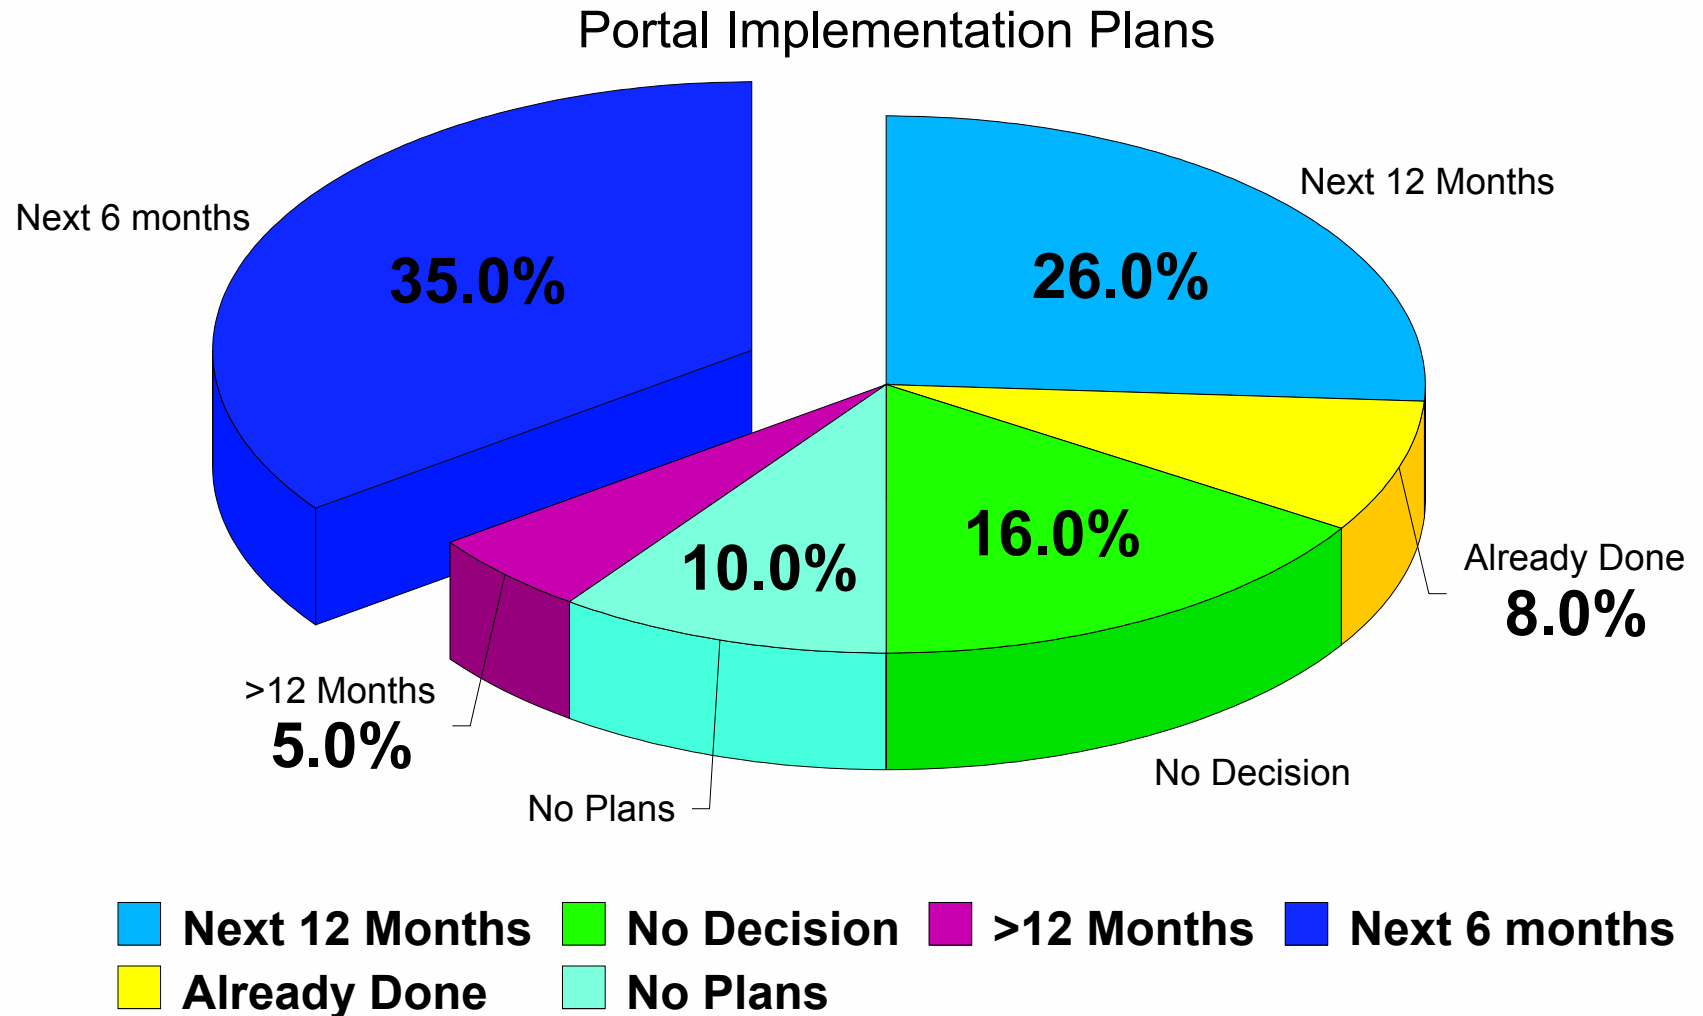 Portal Implementation Plans
Next 6 months
35.0%
Next 12 Months
26.0%
Already Done
8.0%
16.0%
No Decision
10.0%
No Plans
>12 Months
5.0%
Next 12 Months No Decision >12 Months Next 6 months
Already Done No Plans